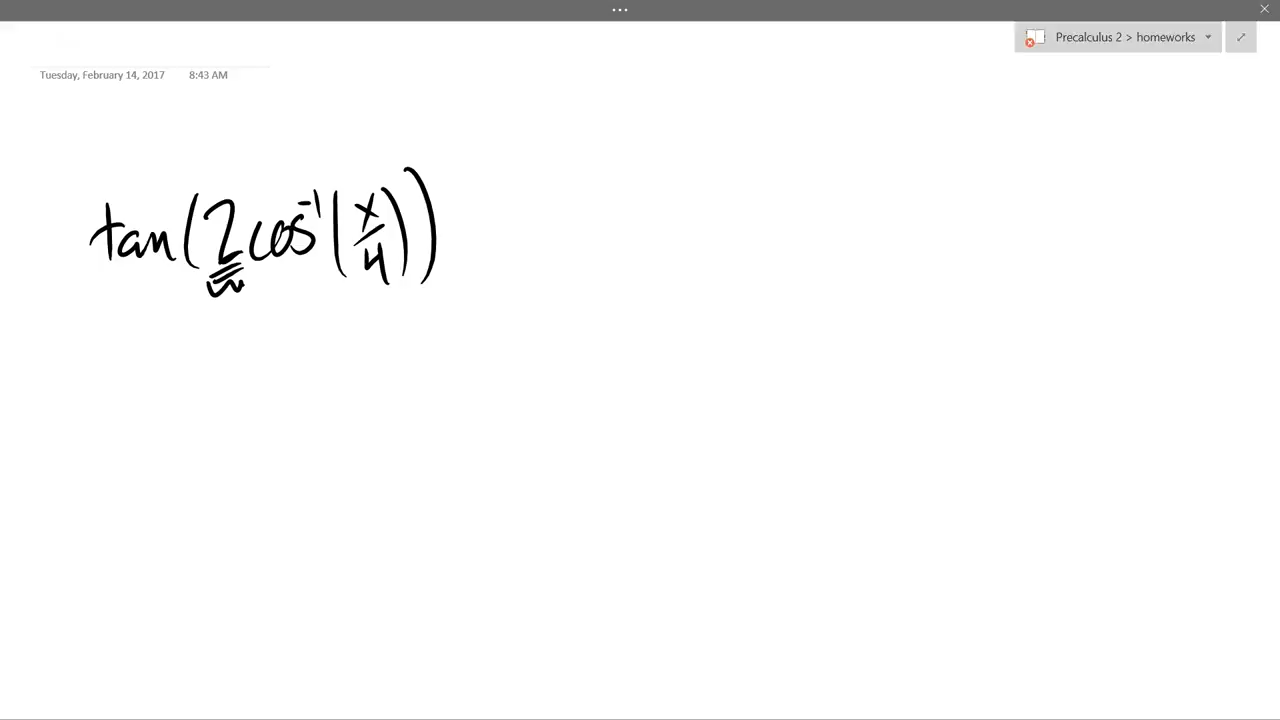 Precalculus 2 > homeworks
Tuesday, February 14, 2017 8:43 AM
tan(2cos⁻¹(x/4))